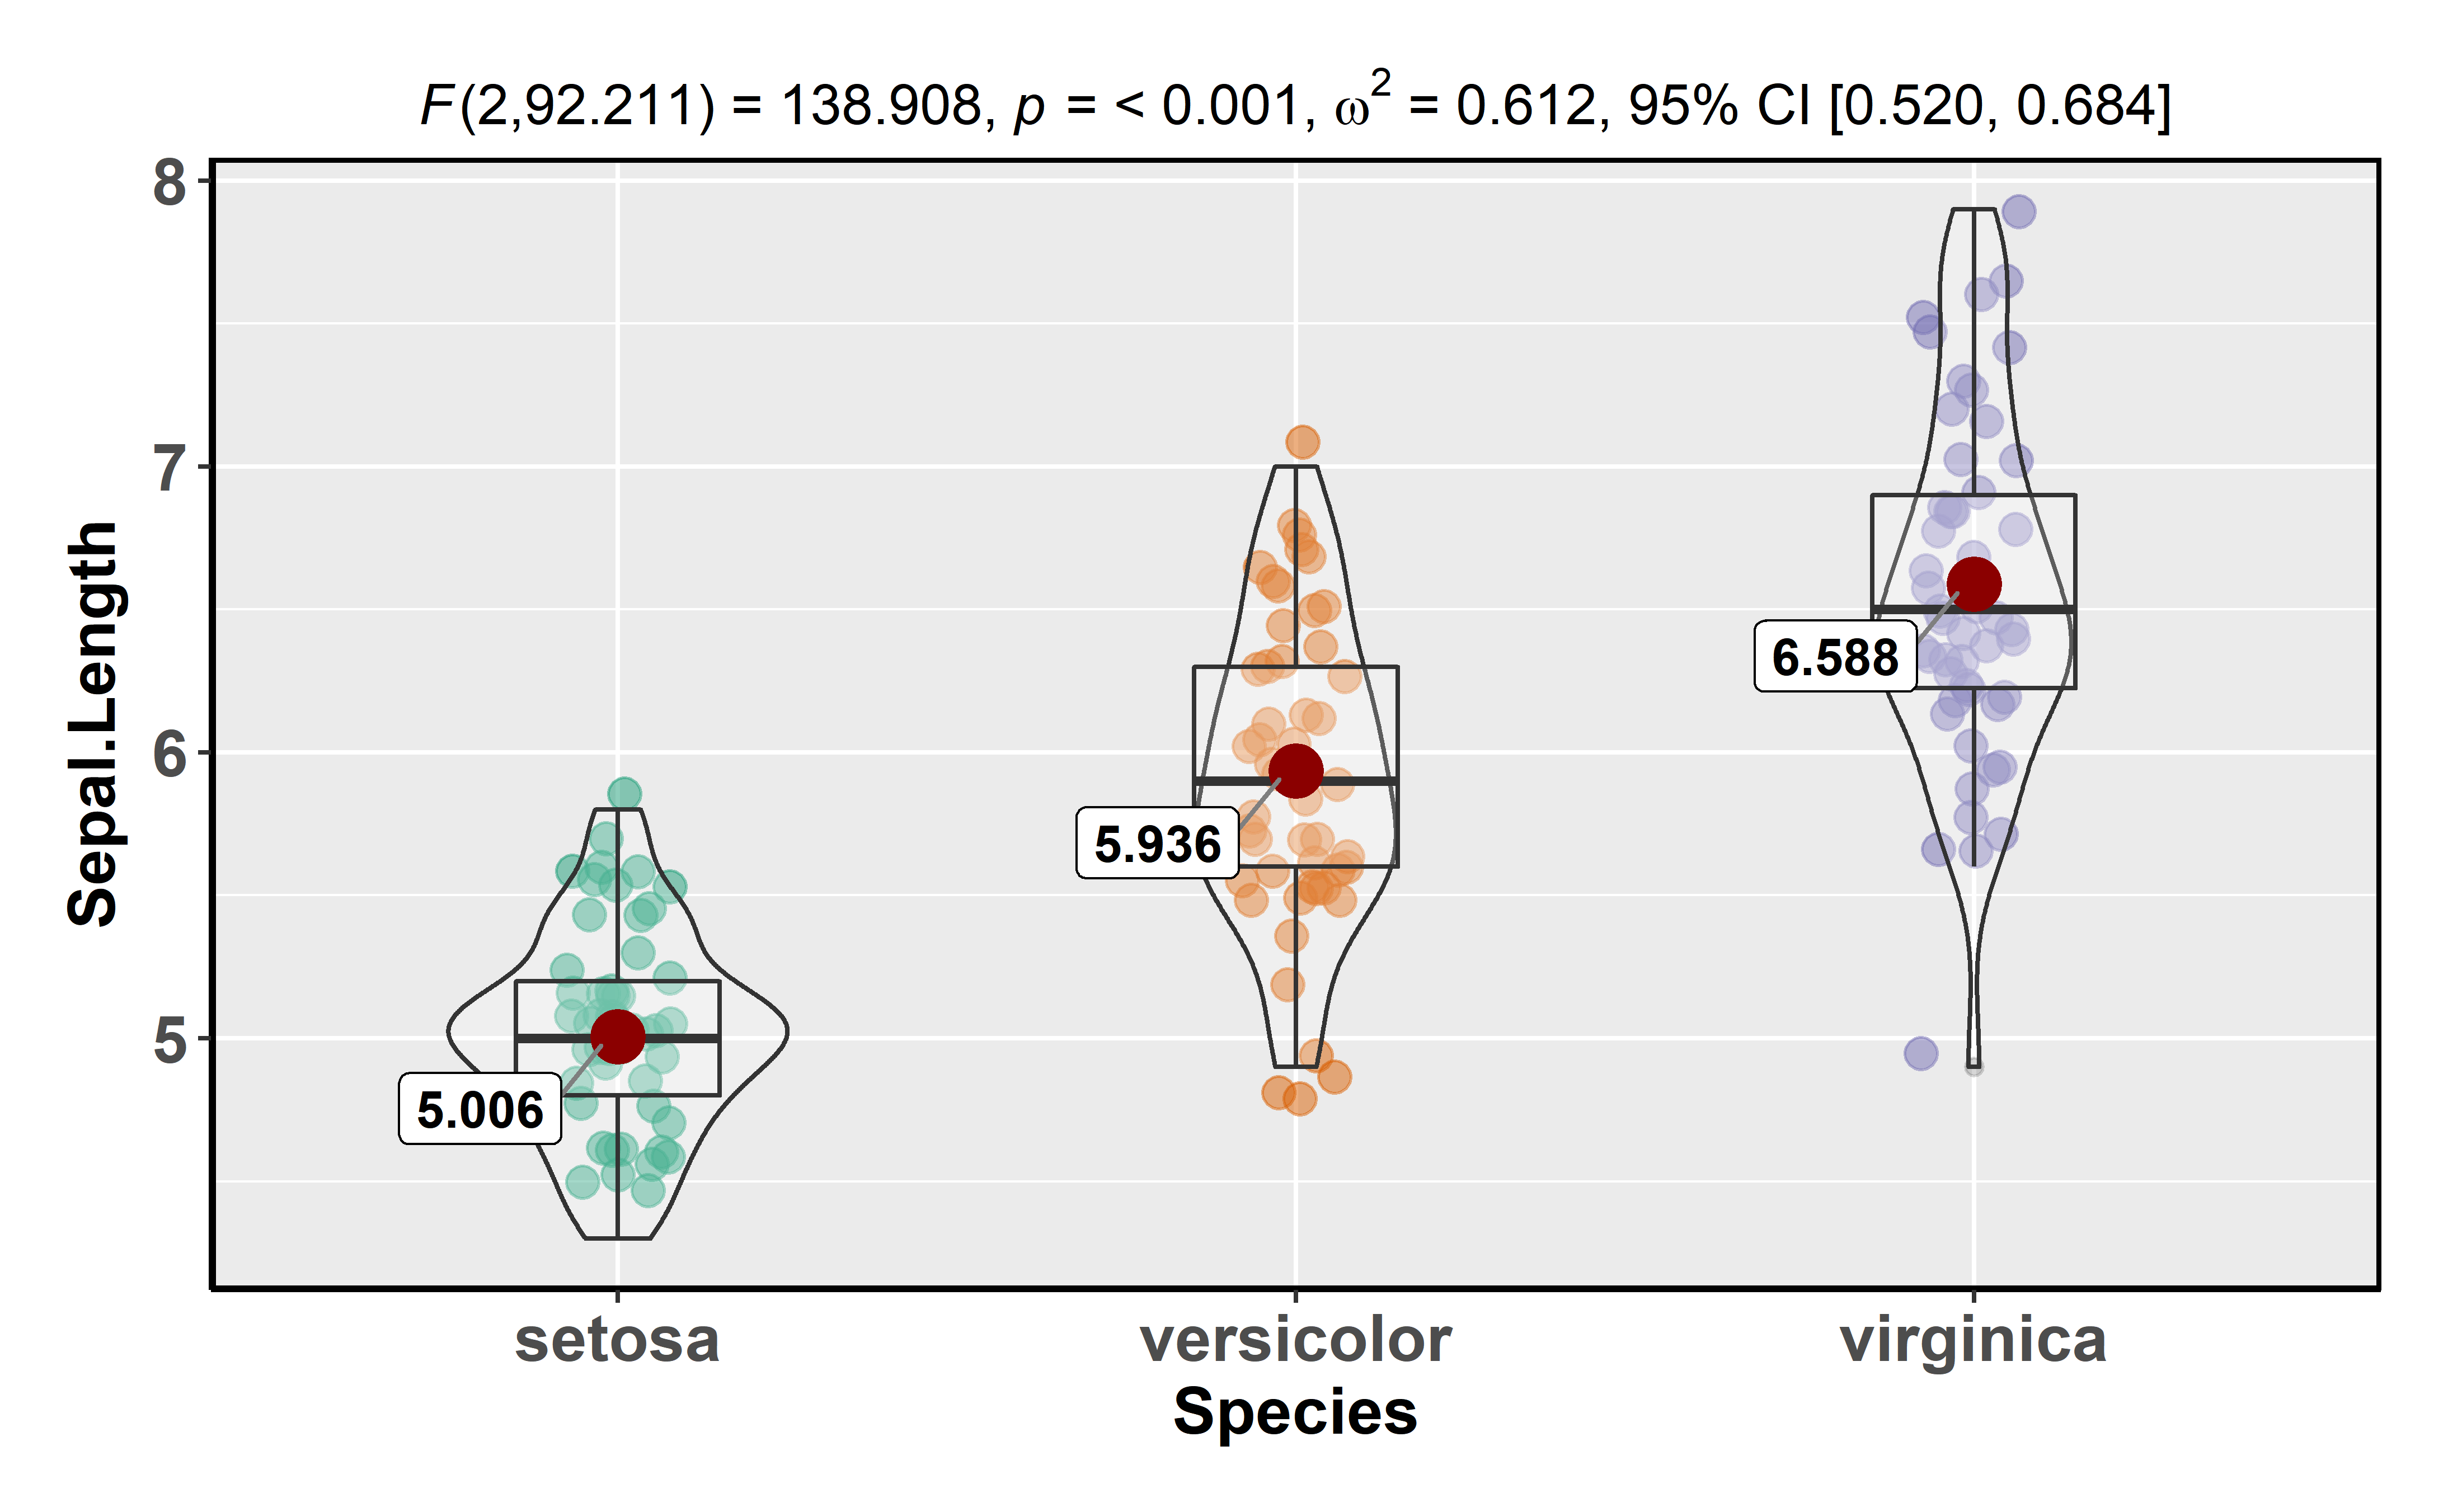 F(2,92.211) = 138.908, p = < 0.001, ω² = 0.612, 95% CI [0.520, 0.684]
8
7
6
5
Sepal.Length
6.588
5.936
5.006
setosa versicolor virginica
Species